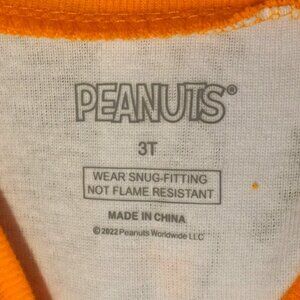 PEANUTS®
3T
WEAR SNUG-FITTING
NOT FLAME RESISTANT
MADE IN CHINA
©2022 Peanuts Worldwide LLC